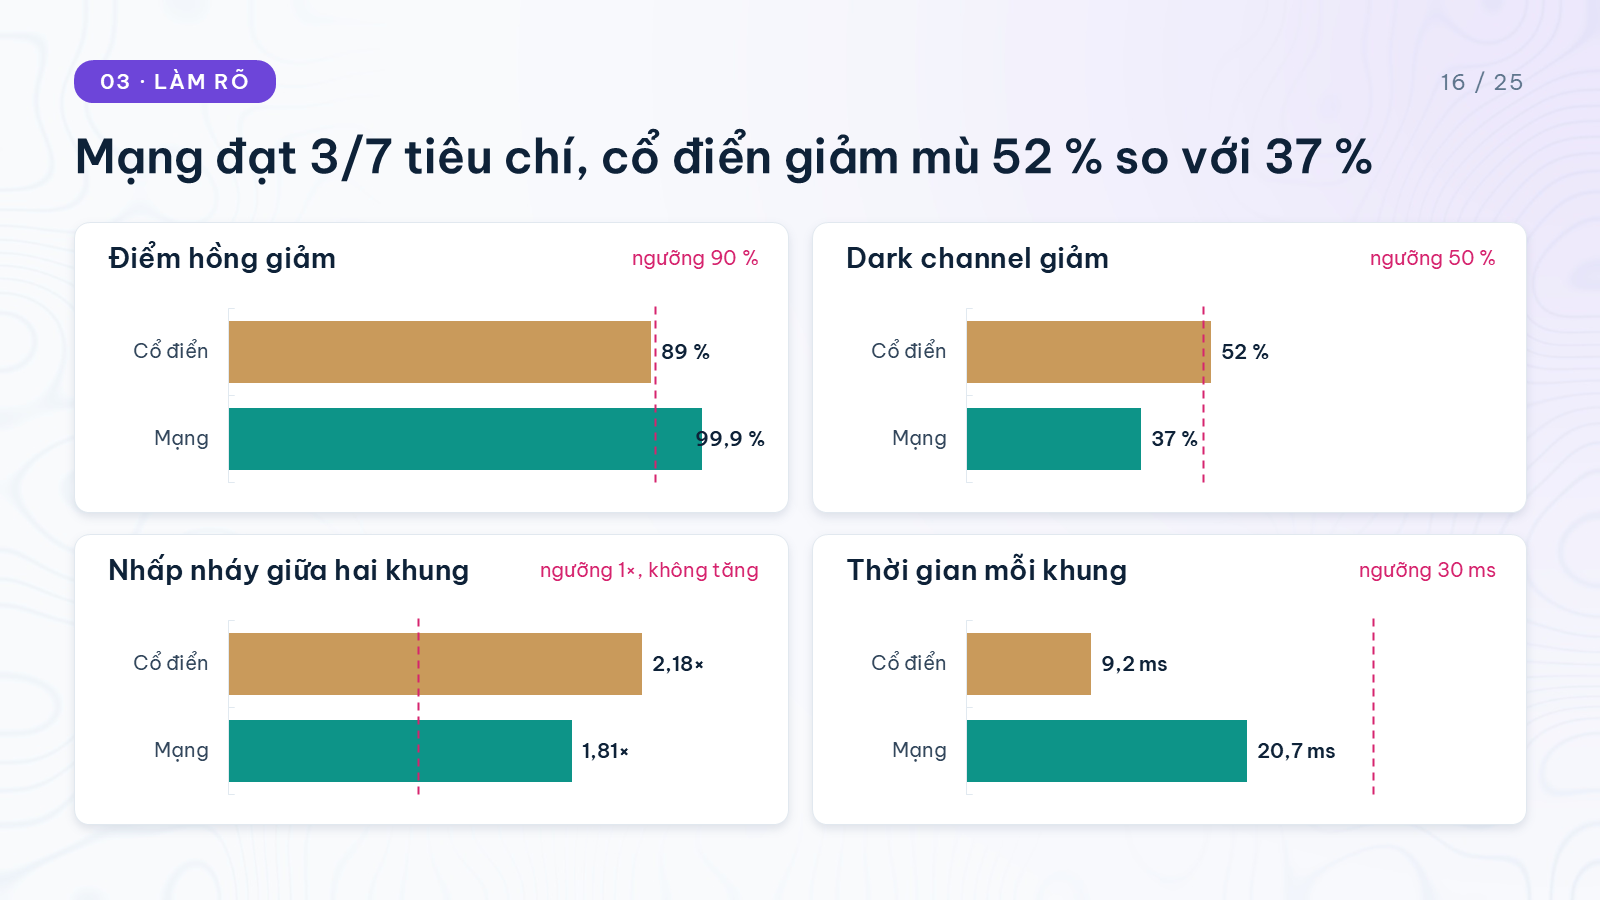 03 · LÀM RÕ
16 / 25
Mạng đạt 3/7 tiêu chí, cổ điển giảm mù 52 % so với 37 %
Điểm hồng giảm
ngưỡng 90 %
Cổ điển
89 %
Mạng
99,9 %
Dark channel giảm
ngưỡng 50 %
Cổ điển
52 %
Mạng
37 %
Nhấp nháy giữa hai khung
ngưỡng 1×, không tăng
Cổ điển
2,18×
Mạng
1,81×
Thời gian mỗi khung
ngưỡng 30 ms
Cổ điển
9,2 ms
Mạng
20,7 ms